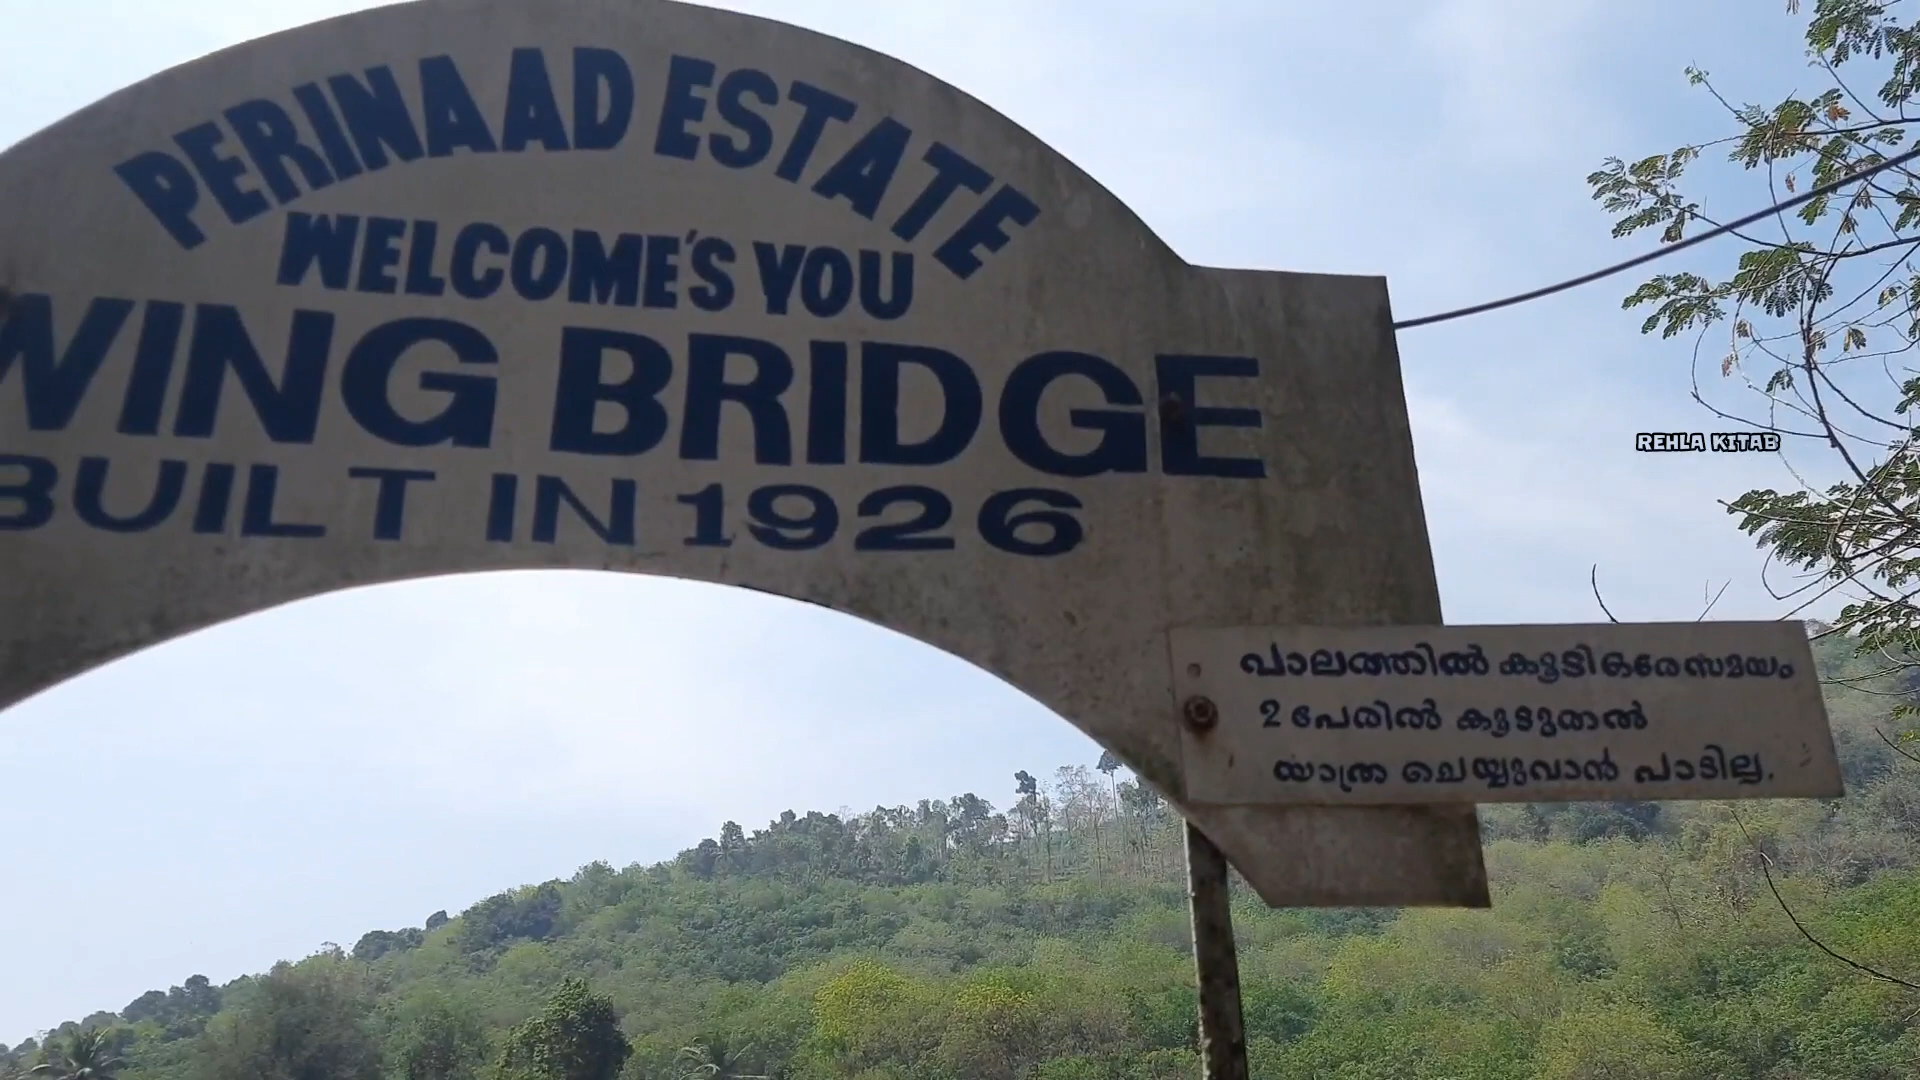 PERINAAD ESTATE
WELCOME'S YOU
WING BRIDGE
BUILT IN 1926
REHLA KITAB
പാലത്തിൽ കൂടി ഒരേസമയം
2 പേരിൽ കൂടുതൽ
യാത്ര ചെയ്യുവാൻ പാടില്ല.